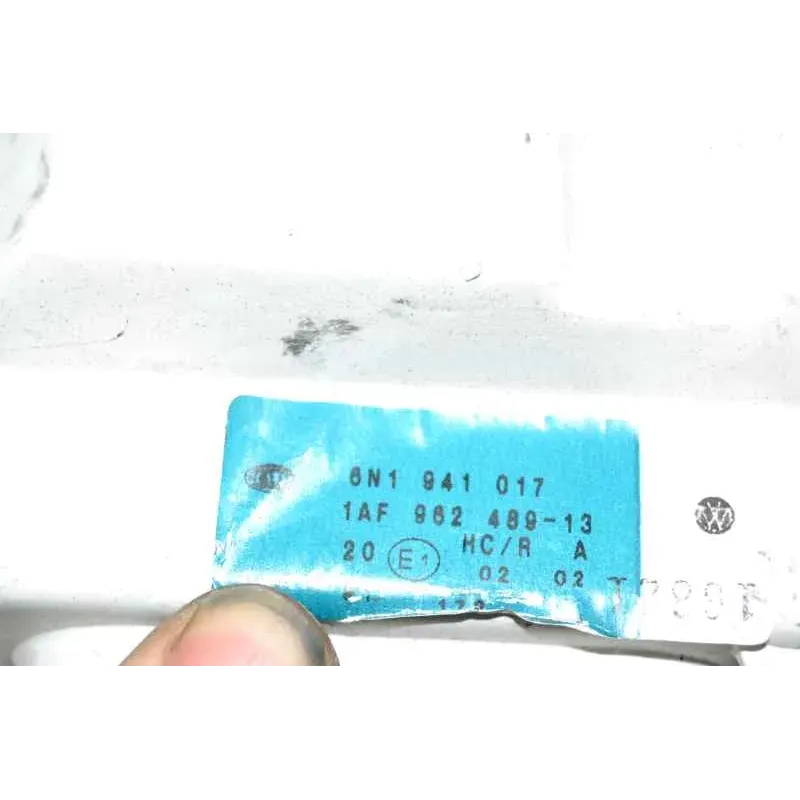 6N1 941 017
1AF 962 489-13
HC/R A
20 E1
02 02